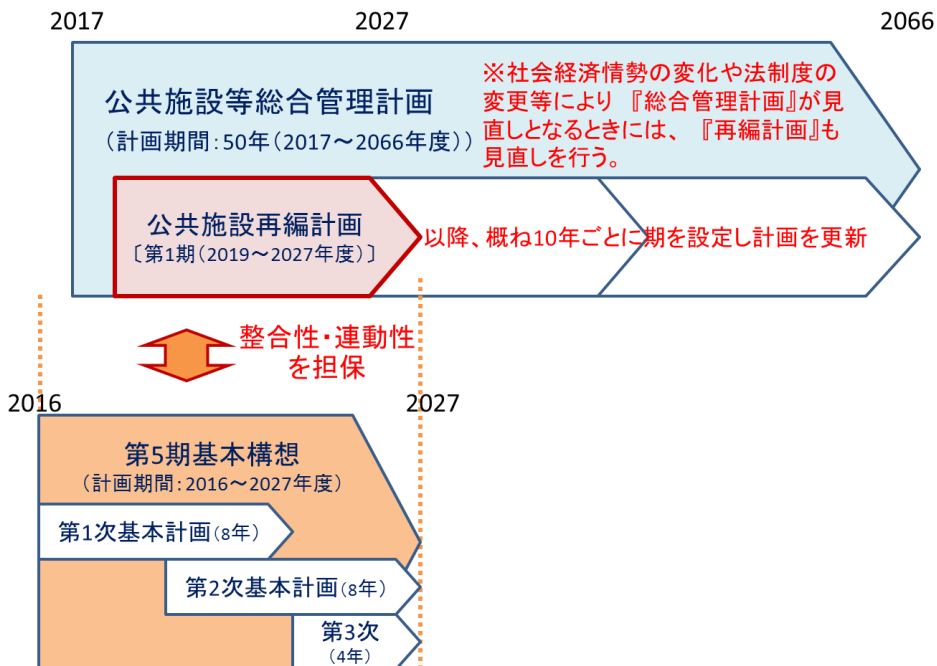 2017
2027
2066
公共施設等総合管理計画
(計画期間:50年(2017～2066年度))
※社会経済情勢の変化や法制度の
変更等により 『総合管理計画』が見
直しとなるときには、 『再編計画』も
見直しを行う。
公共施設再編計画
〔第1期(2019～2027年度)〕
以降、概ね10年ごとに期を設定し計画を更新
整合性・連動性
を担保
2016
2027
第5期基本構想
(計画期間:2016～2027年度)
第1次基本計画(8年)
第2次基本計画(8年)
第3次
(4年)